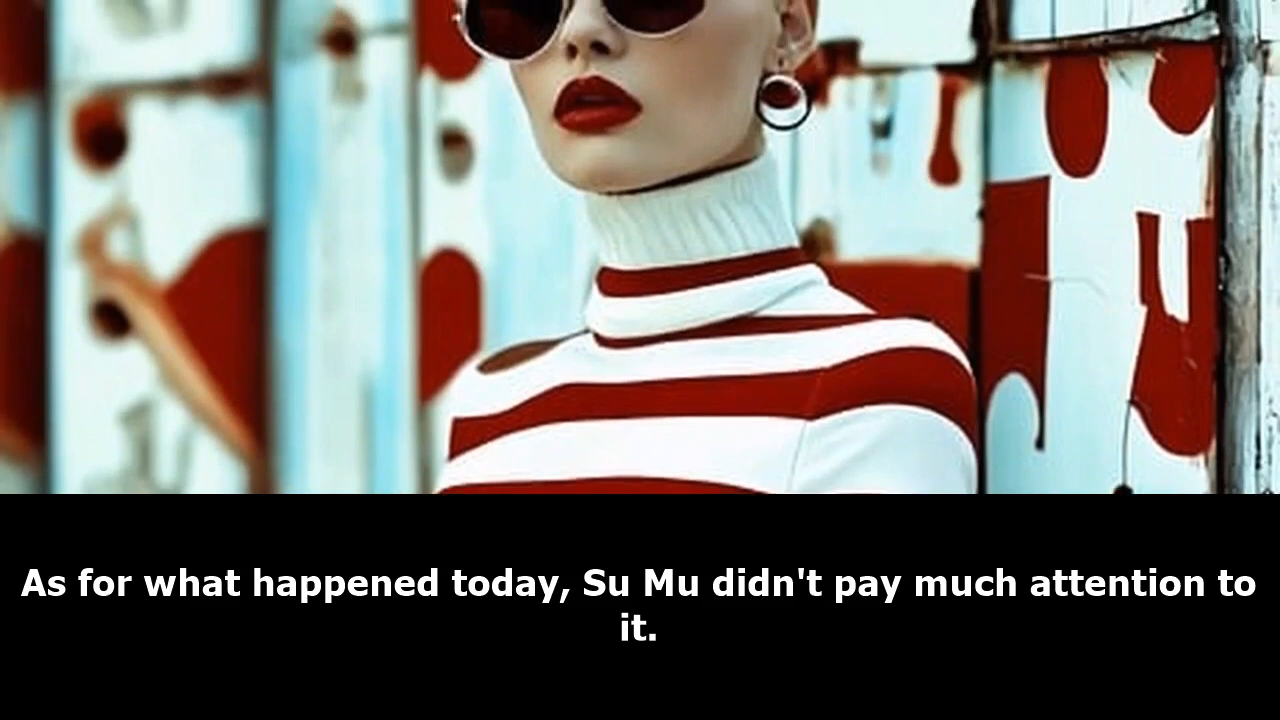 As for what happened today, Su Mu didn't pay much attention to
it.